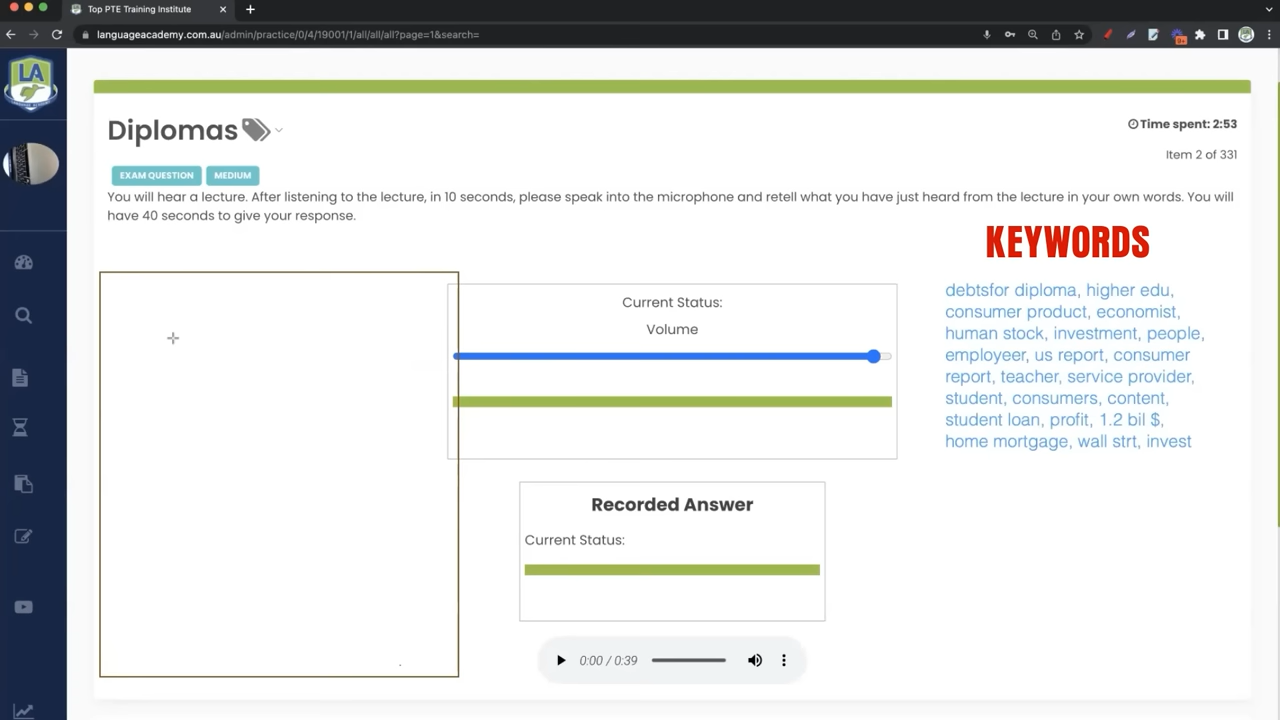 Top PTE Training Institute
languageacademy.com.au/admin/practice/0/4/19001/1/all/all/all?page=1&search=
LA
Diplomas
Time spent: 2:53
Item 2 of 331
EXAM QUESTION MEDIUM
You will hear a lecture. After listening to the lecture, in 10 seconds, please speak into the microphone and retell what you have just heard from the lecture in your own words. You will
have 40 seconds to give your response.
KEYWORDS
debtsfor diploma, higher edu,
consumer product, economist,
human stock, investment, people,
employeer, us report, consumer
report, teacher, service provider,
student, consumers, content,
student loan, profit, 1.2 bil $,
home mortgage, wall strt, invest
Current Status:
Volume
Recorded Answer
Current Status:
0:00 / 0:39